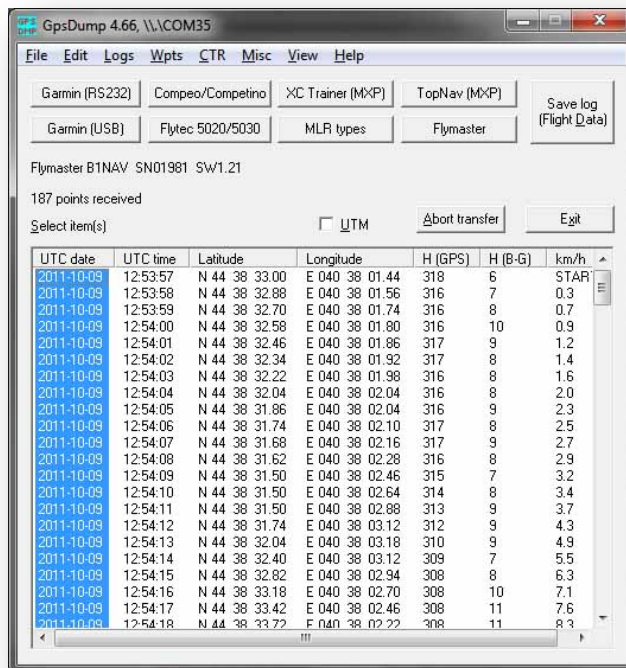 GpsDump 4.66, \\.\COM35
File Edit Logs Wpts CTR Misc View Help
Garmin (RS232) Compeo/Competino XC Trainer (MXP) TopNav (MXP) Save log (Flight Data)
Garmin (USB) Flytec 5020/5030 MLR types Flymaster
Flymaster B1NAV SN01981 SW1.21
187 points received
Select item(s) UTM Abort transfer Exit
UTC date UTC time Latitude Longitude H (GPS) H (B-G) km/h
2011-10-09 12:53:57 N 44 38 33.00 E 040 38 01.44 318 6 STAR
2011-10-09 12:53:58 N 44 38 32.88 E 040 38 01.56 316 7 0.3
2011-10-09 12:53:59 N 44 38 32.70 E 040 38 01.74 316 8 0.7
2011-10-09 12:54:00 N 44 38 32.58 E 040 38 01.80 316 10 0.9
2011-10-09 12:54:01 N 44 38 32.46 E 040 38 01.86 317 9 1.2
2011-10-09 12:54:02 N 44 38 32.34 E 040 38 01.92 317 8 1.4
2011-10-09 12:54:03 N 44 38 32.22 E 040 38 01.98 316 8 1.6
2011-10-09 12:54:04 N 44 38 32.04 E 040 38 02.04 316 8 2.0
2011-10-09 12:54:05 N 44 38 31.86 E 040 38 02.04 316 9 2.3
2011-10-09 12:54:06 N 44 38 31.74 E 040 38 02.10 317 8 2.5
2011-10-09 12:54:07 N 44 38 31.68 E 040 38 02.16 317 9 2.7
2011-10-09 12:54:08 N 44 38 31.62 E 040 38 02.28 316 8 2.9
2011-10-09 12:54:09 N 44 38 31.50 E 040 38 02.46 315 7 3.2
2011-10-09 12:54:10 N 44 38 31.50 E 040 38 02.64 314 8 3.4
2011-10-09 12:54:11 N 44 38 31.50 E 040 38 02.88 313 9 3.7
2011-10-09 12:54:12 N 44 38 31.74 E 040 38 03.12 312 9 4.3
2011-10-09 12:54:13 N 44 38 32.04 E 040 38 03.18 310 9 4.9
2011-10-09 12:54:14 N 44 38 32.40 E 040 38 03.12 309 7 5.5
2011-10-09 12:54:15 N 44 38 32.82 E 040 38 02.94 308 8 6.3
2011-10-09 12:54:16 N 44 38 33.18 E 040 38 02.70 308 10 7.1
2011-10-09 12:54:17 N 44 38 33.42 E 040 38 02.46 308 11 7.6
2011-10-09 12:54:18 N 44 38 33.72 E 040 38 02.22 308 11 8.3